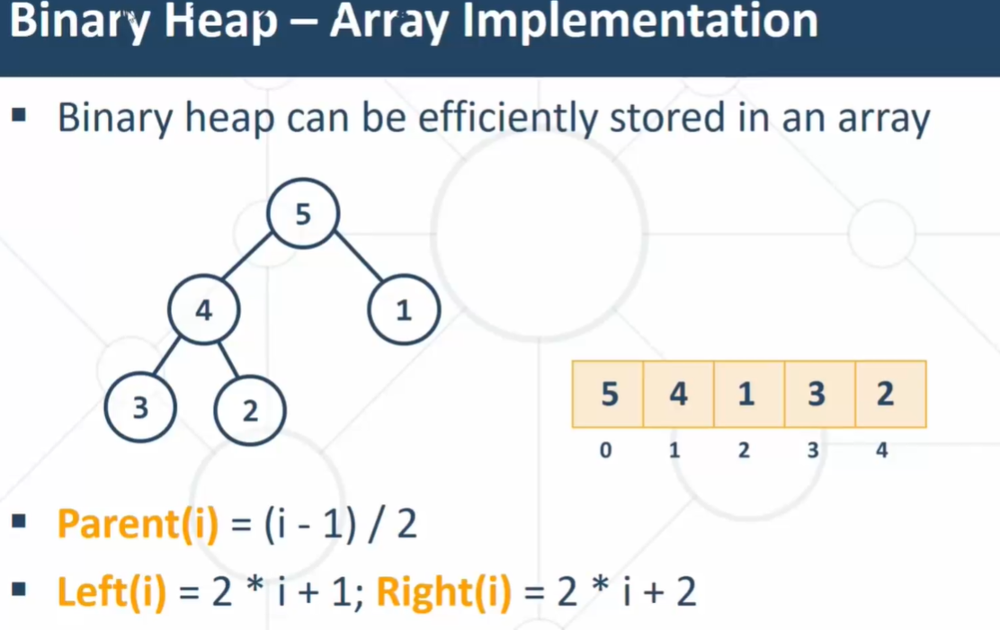 Binary Heap – Array Implementation
▪ Binary heap can be efficiently stored in an array
5
4 1
3 2
5 4 1 3 2
0 1 2 3 4
▪ Parent(i) = (i - 1) / 2
▪ Left(i) = 2 * i + 1; Right(i) = 2 * i + 2